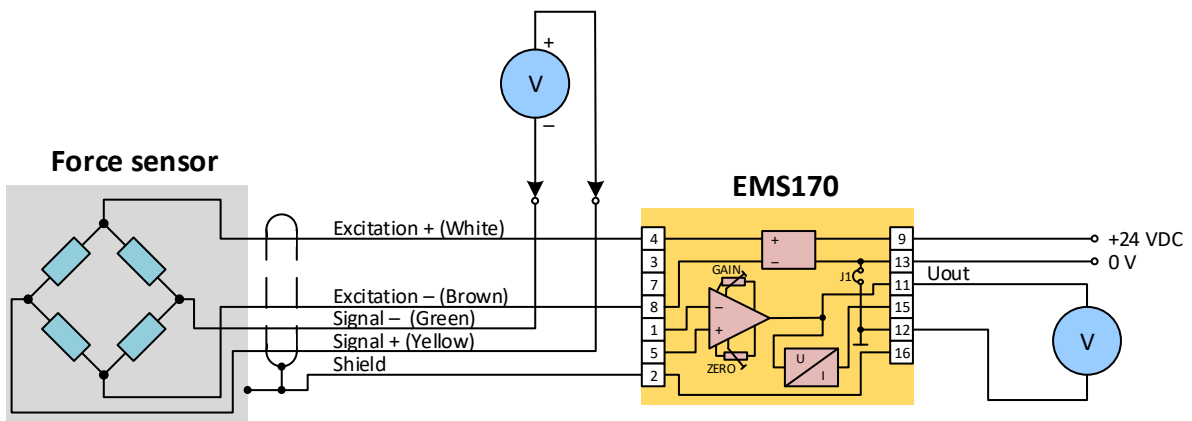 +
V
–
Force sensor
EMS170
Excitation + (White)
Excitation – (Brown)
Signal – (Green)
Signal + (Yellow)
Shield
4
3
7
8
1
5
2
+
–
GAIN
–
+
ZERO
U
I
J1
9
13
11
15
12
16
+24 VDC
0 V
Uout
V